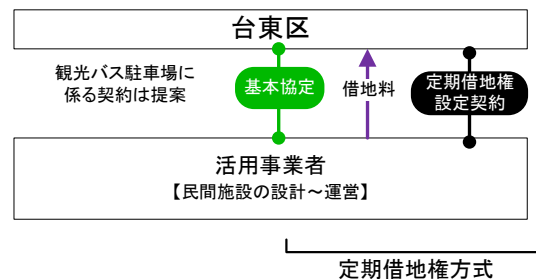 台東区
観光バス駐車場に
係る契約は提案
基本協定
借地料
定期借地権
設定契約
活用事業者
【民間施設の設計～運営】
定期借地権方式